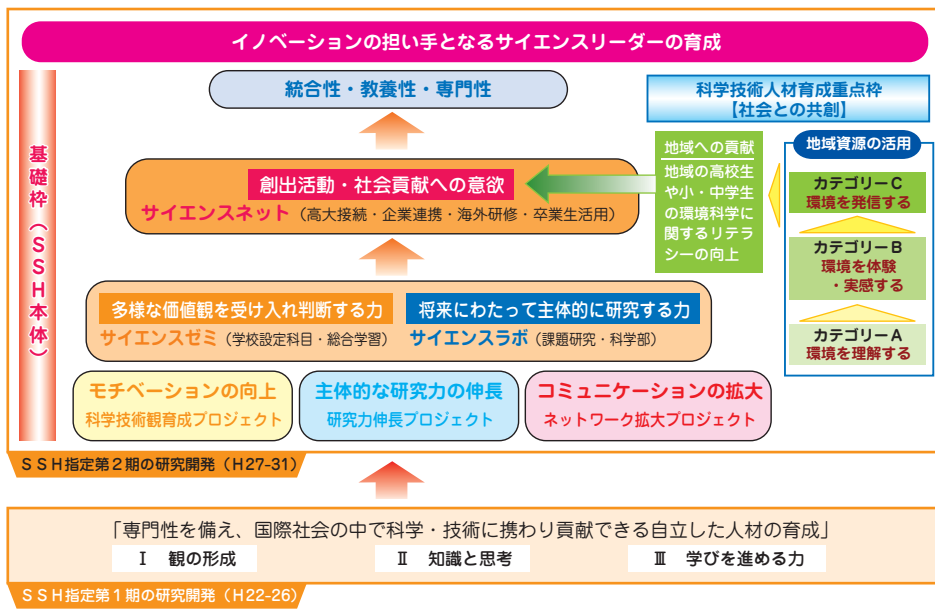 イノベーションの担い手となるサイエンスリーダーの育成
統合性・教養性・専門性
科学技術人材育成重点枠
【社会との共創】
基礎枠（ＳＳＨ本体）
創出活動・社会貢献への意欲
サイエンスネット（高大接続・企業連携・海外研修・卒業生活用）
地域への貢献
地域の高校生
や小・中学生
の環境科学に
関するリテラ
シーの向上
地域資源の活用
カテゴリーＣ
環境を発信する
カテゴリーＢ
環境を体験
・実感する
カテゴリーＡ
環境を理解する
多様な価値観を受け入れ判断する力
サイエンスゼミ（学校設定科目・総合学習）
将来にわたって主体的に研究する力
サイエンスラボ（課題研究・科学部）
モチベーションの向上
科学技術観育成プロジェクト
主体的な研究力の伸長
研究力伸長プロジェクト
コミュニケーションの拡大
ネットワーク拡大プロジェクト
ＳＳＨ指定第２期の研究開発（H27-31）
「専門性を備え、国際社会の中で科学・技術に携わり貢献できる自立した人材の育成」
Ⅰ　観の形成
Ⅱ　知識と思考
Ⅲ　学びを進める力
ＳＳＨ指定第１期の研究開発（H22-26）